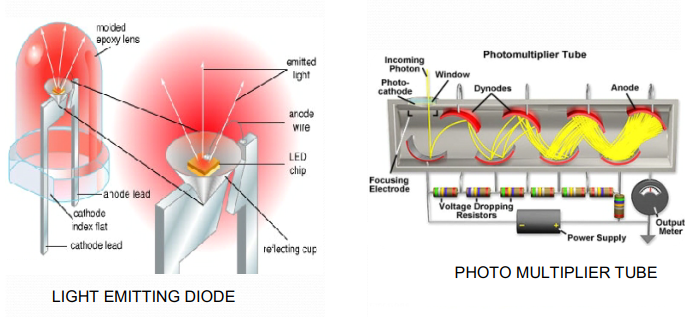 molded
epoxy lens
emitted
light
anode
wire
LED
chip
anode lead
cathode
index flat
cathode lead
reflecting cup
LIGHT EMITTING DIODE
Photomultiplier Tube
Incoming
Photon
Window
Photo-
cathode
Dynodes
Anode
Focusing
Electrode
Voltage Dropping
Resistors
Power Supply
Output
Meter
PHOTO MULTIPLIER TUBE